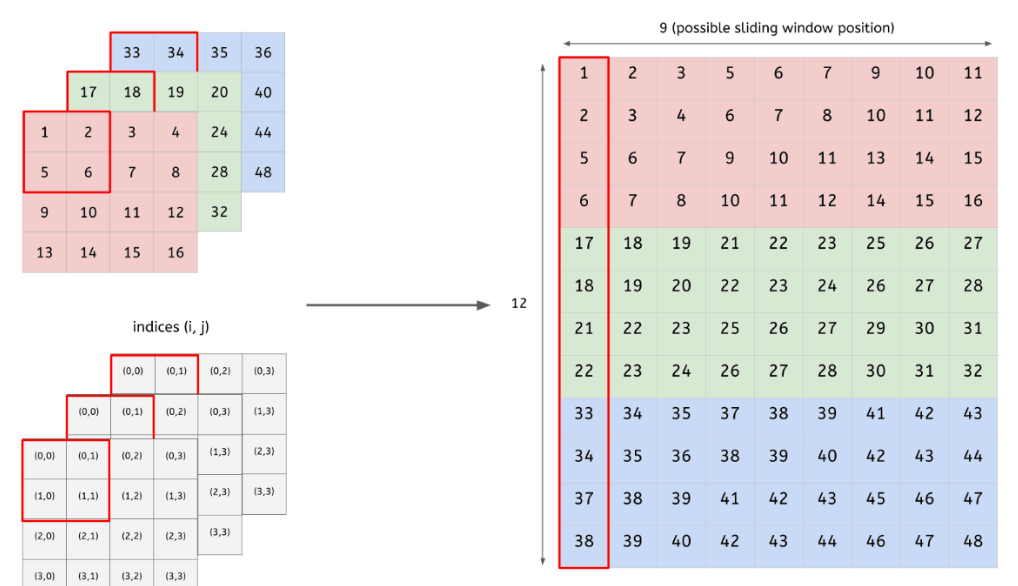 33 34 35 36
17 18 19 20 40
1 2 3 4 24 44
5 6 7 8 28 48
9 10 11 12 32
13 14 15 16
indices (i, j)
(0,0) (0,1) (0,2) (0,3)
(0,0) (0,1) (0,2) (0,3) (1,3)
(0,0) (0,1) (0,2) (0,3) (1,3) (2,3)
(1,0) (1,1) (1,2) (1,3) (2,3) (3,3)
(2,0) (2,1) (2,2) (2,3) (3,3)
(3,0) (3,1) (3,2) (3,3)
9 (possible sliding window position)
12
1 2 3 5 6 7 9 10 11
2 3 4 6 7 8 10 11 12
5 6 7 9 10 11 13 14 15
6 7 8 10 11 12 14 15 16
17 18 19 21 22 23 25 26 27
18 19 20 22 23 24 26 27 28
21 22 23 25 26 27 29 30 31
22 23 24 26 27 28 30 31 32
33 34 35 37 38 39 41 42 43
34 35 36 38 39 40 42 43 44
37 38 39 41 42 43 45 46 47
38 39 40 42 43 44 46 47 48